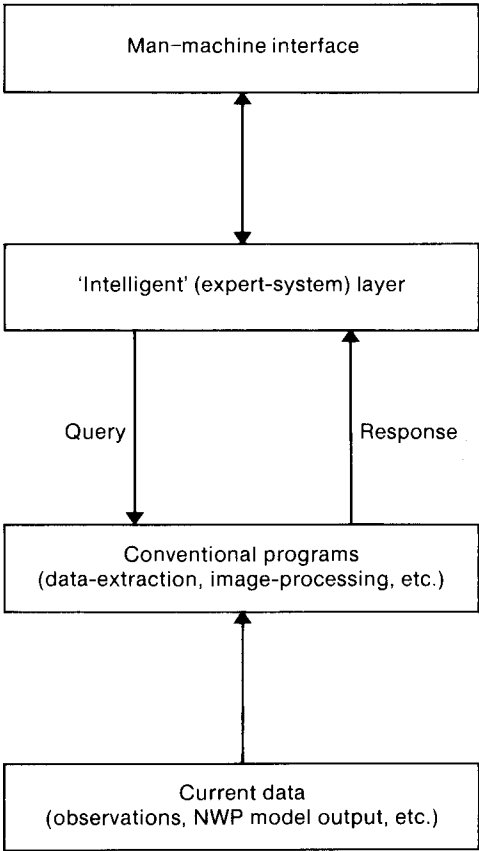 Man–machine interface
‘Intelligent’ (expert-system) layer
Query
Response
Conventional programs
(data-extraction, image-processing, etc.)
Current data
(observations, NWP model output, etc.)